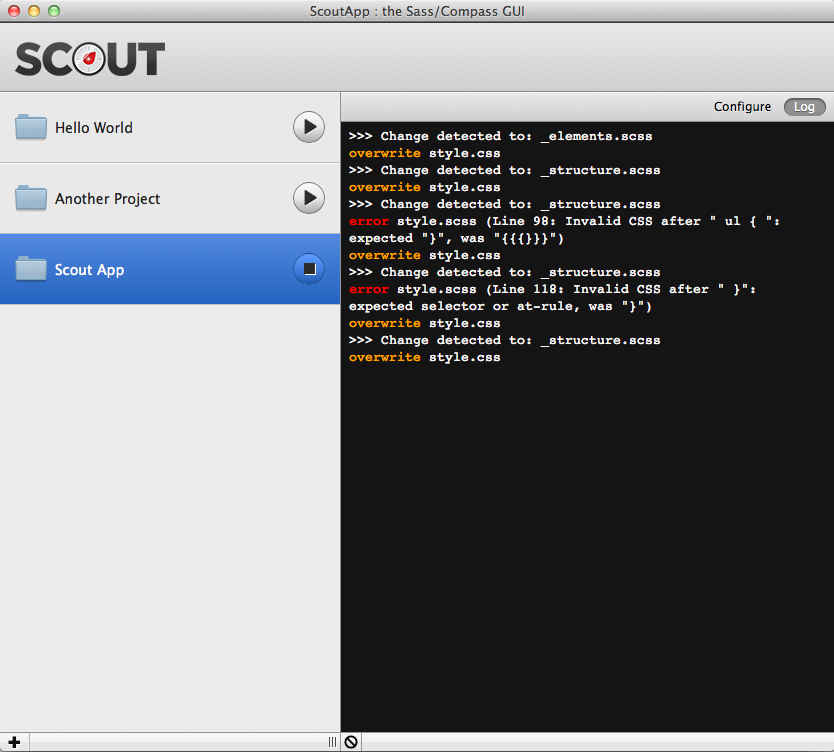 ScoutApp : the Sass/Compass GUI
SCOUT
Hello World
Another Project
Scout App
Configure
Log
>>> Change detected to: _elements.scss
overwrite style.css
>>> Change detected to: _structure.scss
overwrite style.css
>>> Change detected to: _structure.scss
error style.scss (Line 98: Invalid CSS after " ul { ":
expected "}", was "{{{}}}")
overwrite style.css
>>> Change detected to: _structure.scss
error style.scss (Line 118: Invalid CSS after " }":
expected selector or at-rule, was "}")
overwrite style.css
>>> Change detected to: _structure.scss
overwrite style.css